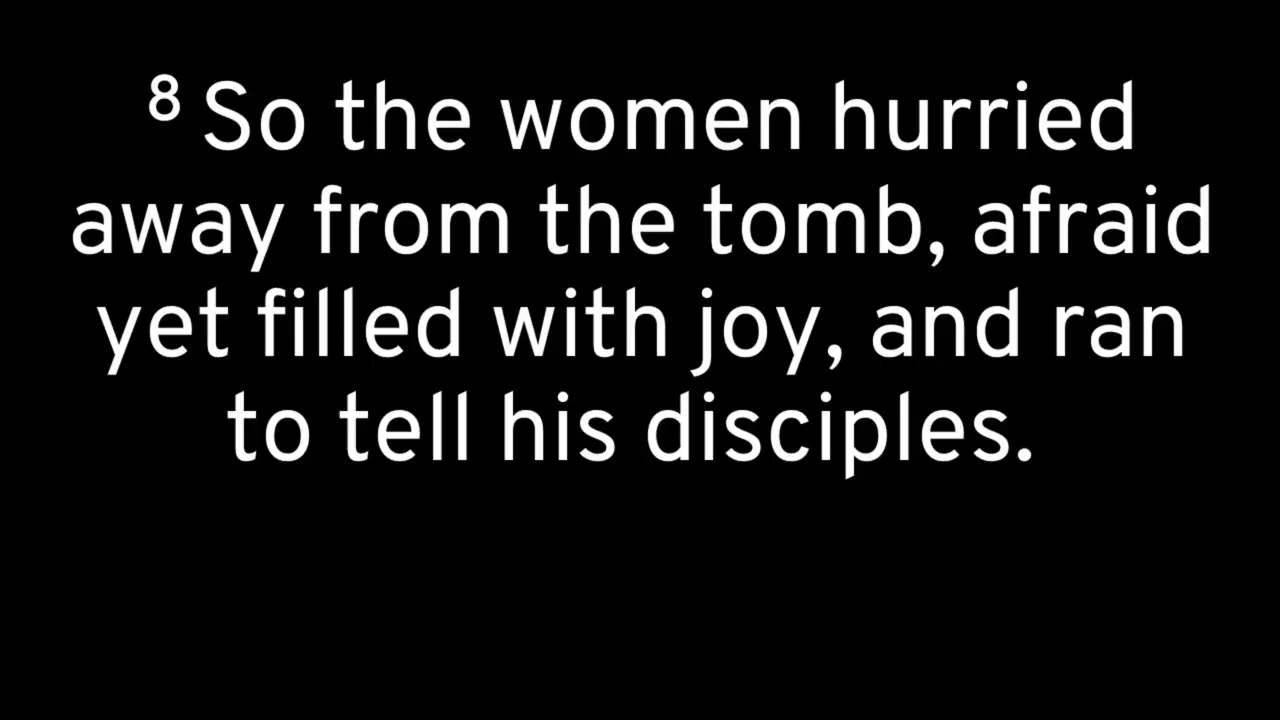 ⁸ So the women hurried
away from the tomb, afraid
yet filled with joy, and ran
to tell his disciples.